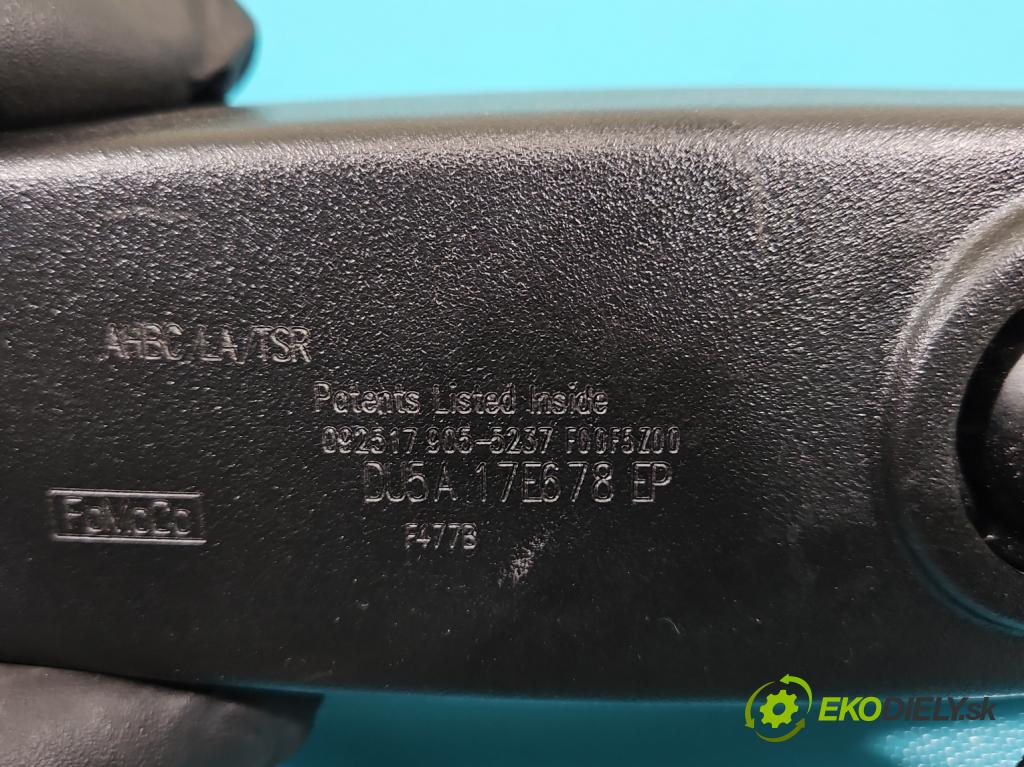 AHBC/LA/TSR
Patents Listed Inside
092517 905-5237 F00F5Z00
DJ5A 17E678 EP
FoMoCo
F477B
EKODIELY.sk